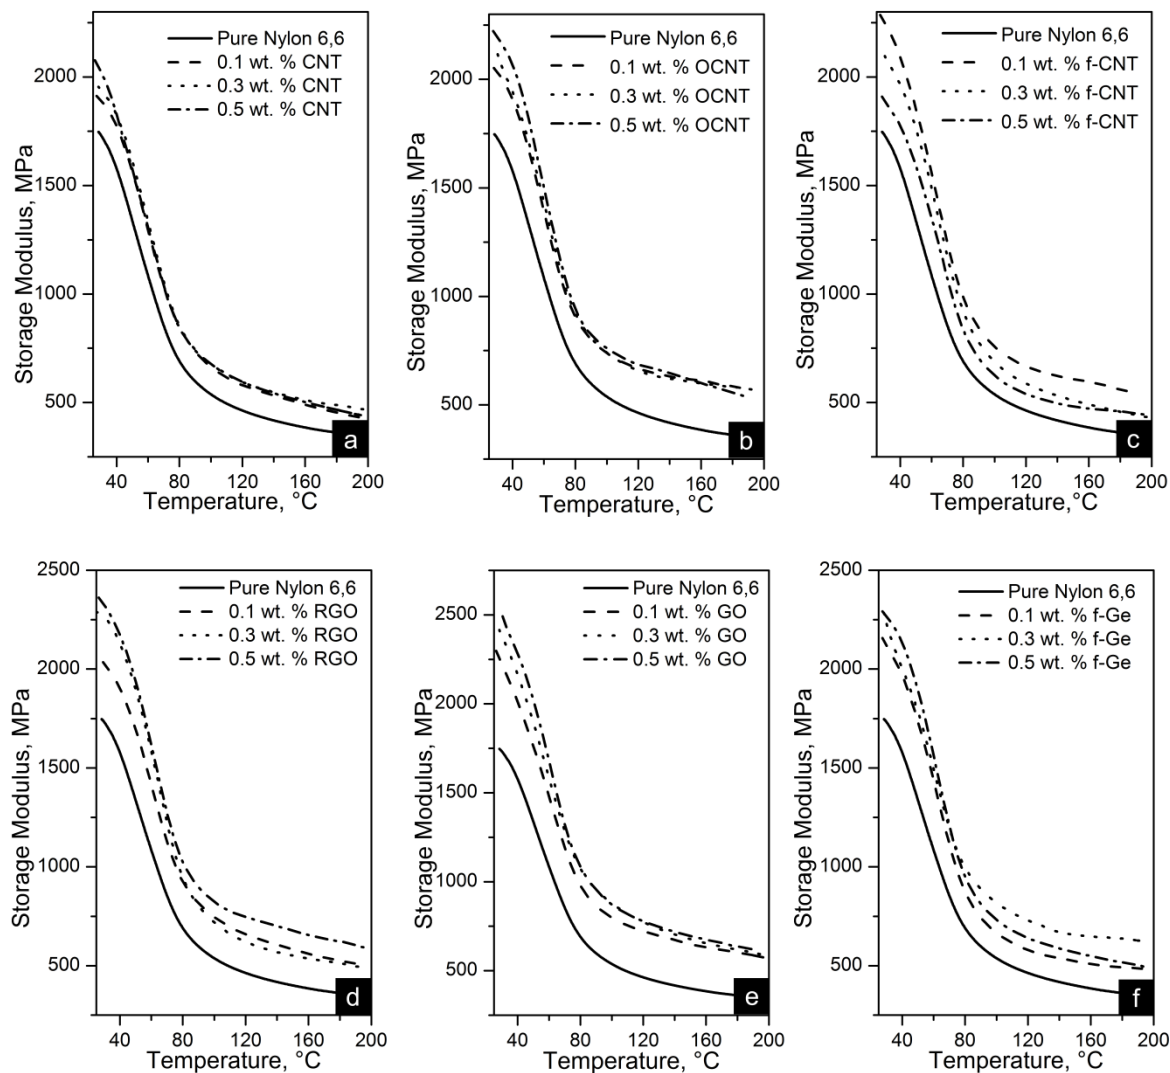 Pure Nylon 6,6
0.1 wt. % CNT
0.3 wt. % CNT
0.5 wt. % CNT
2000
1500
1000
500
Storage Modulus, MPa
40 80 120 160 200
Temperature, °C
a
Pure Nylon 6,6
0.1 wt. % OCNT
0.3 wt. % OCNT
0.5 wt. % OCNT
2000
1500
1000
500
Storage Modulus, MPa
40 80 120 160 200
Temperature, °C
b
Pure Nylon 6,6
0.1 wt. % f-CNT
0.3 wt. % f-CNT
0.5 wt. % f-CNT
2000
1500
1000
500
Storage Modulus, MPa
40 80 120 160 200
Temperature, °C
c
Pure Nylon 6,6
0.1 wt. % RGO
0.3 wt. % RGO
0.5 wt. % RGO
2500
2000
1500
1000
500
Storage Modulus, MPa
40 80 120 160 200
Temperature, °C
d
Pure Nylon 6,6
0.1 wt. % GO
0.3 wt. % GO
0.5 wt. % GO
2500
2000
1500
1000
500
Storage Modulus, MPa
40 80 120 160 200
Temperature, °C
e
Pure Nylon 6,6
0.1 wt. % f-Ge
0.3 wt. % f-Ge
0.5 wt. % f-Ge
2500
2000
1500
1000
500
Storage Modulus, MPa
40 80 120 160 200
Temperature, °C
f